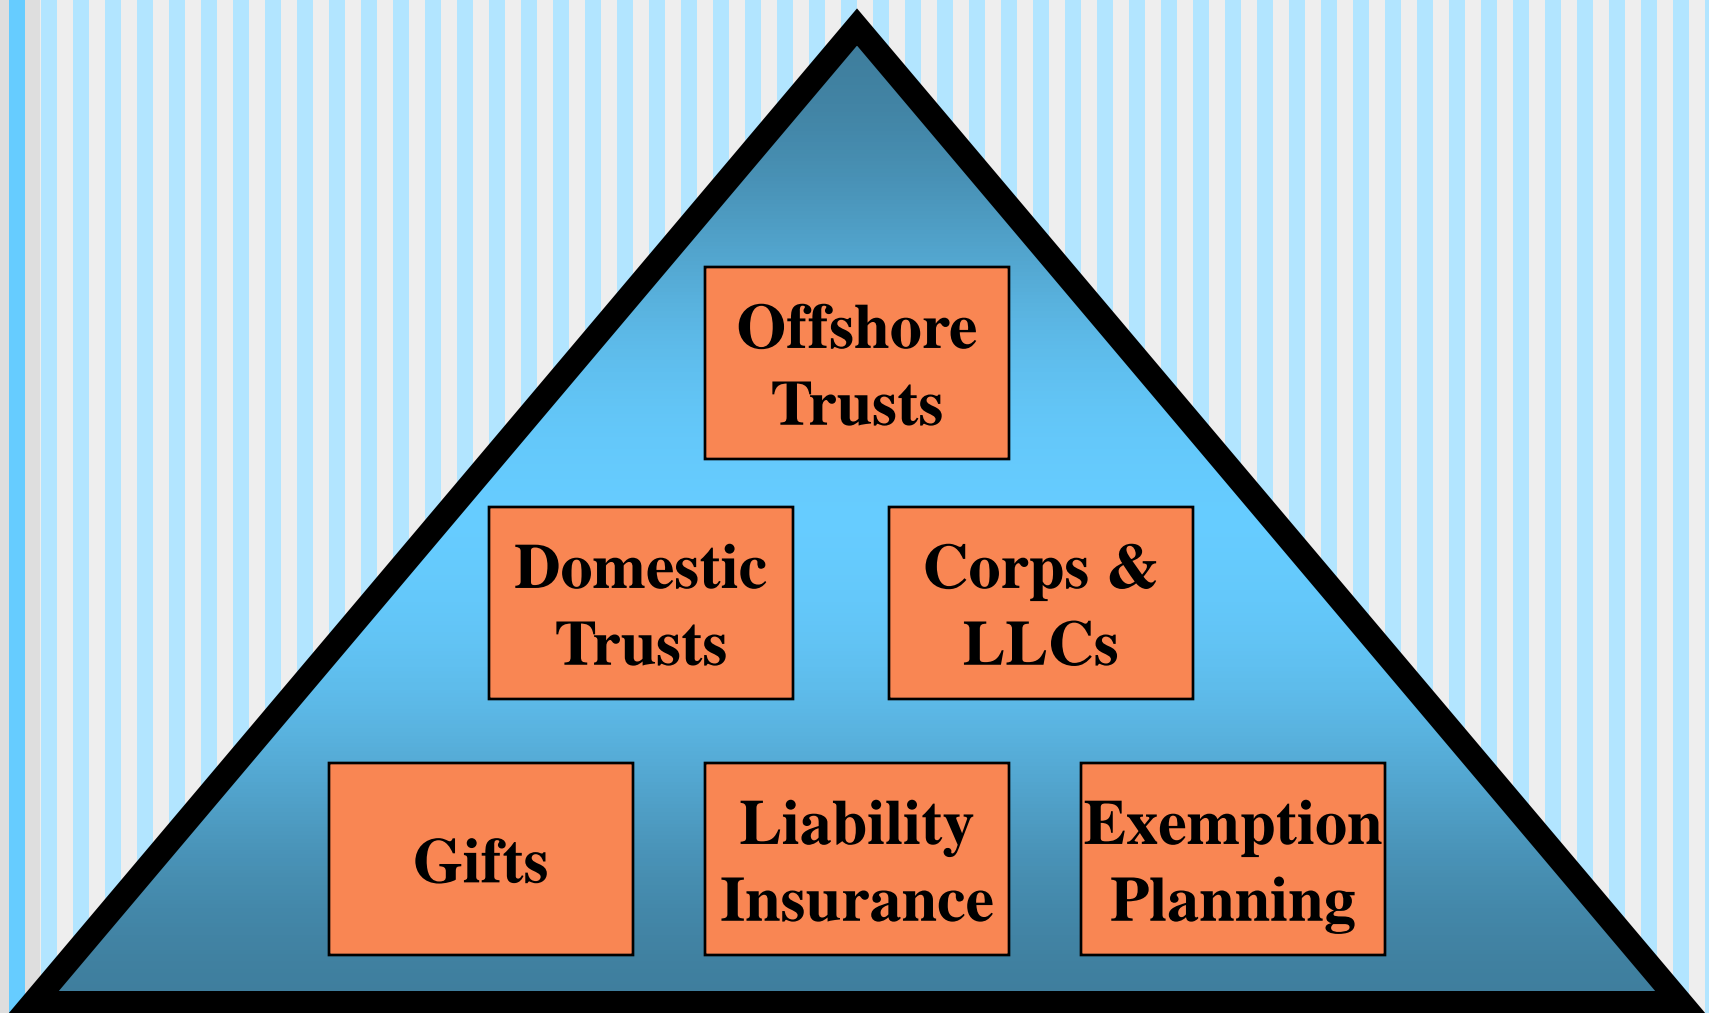 Offshore
Trusts
Domestic
Trusts
Corps &
LLCs
Gifts
Liability
Insurance
Exemption
Planning